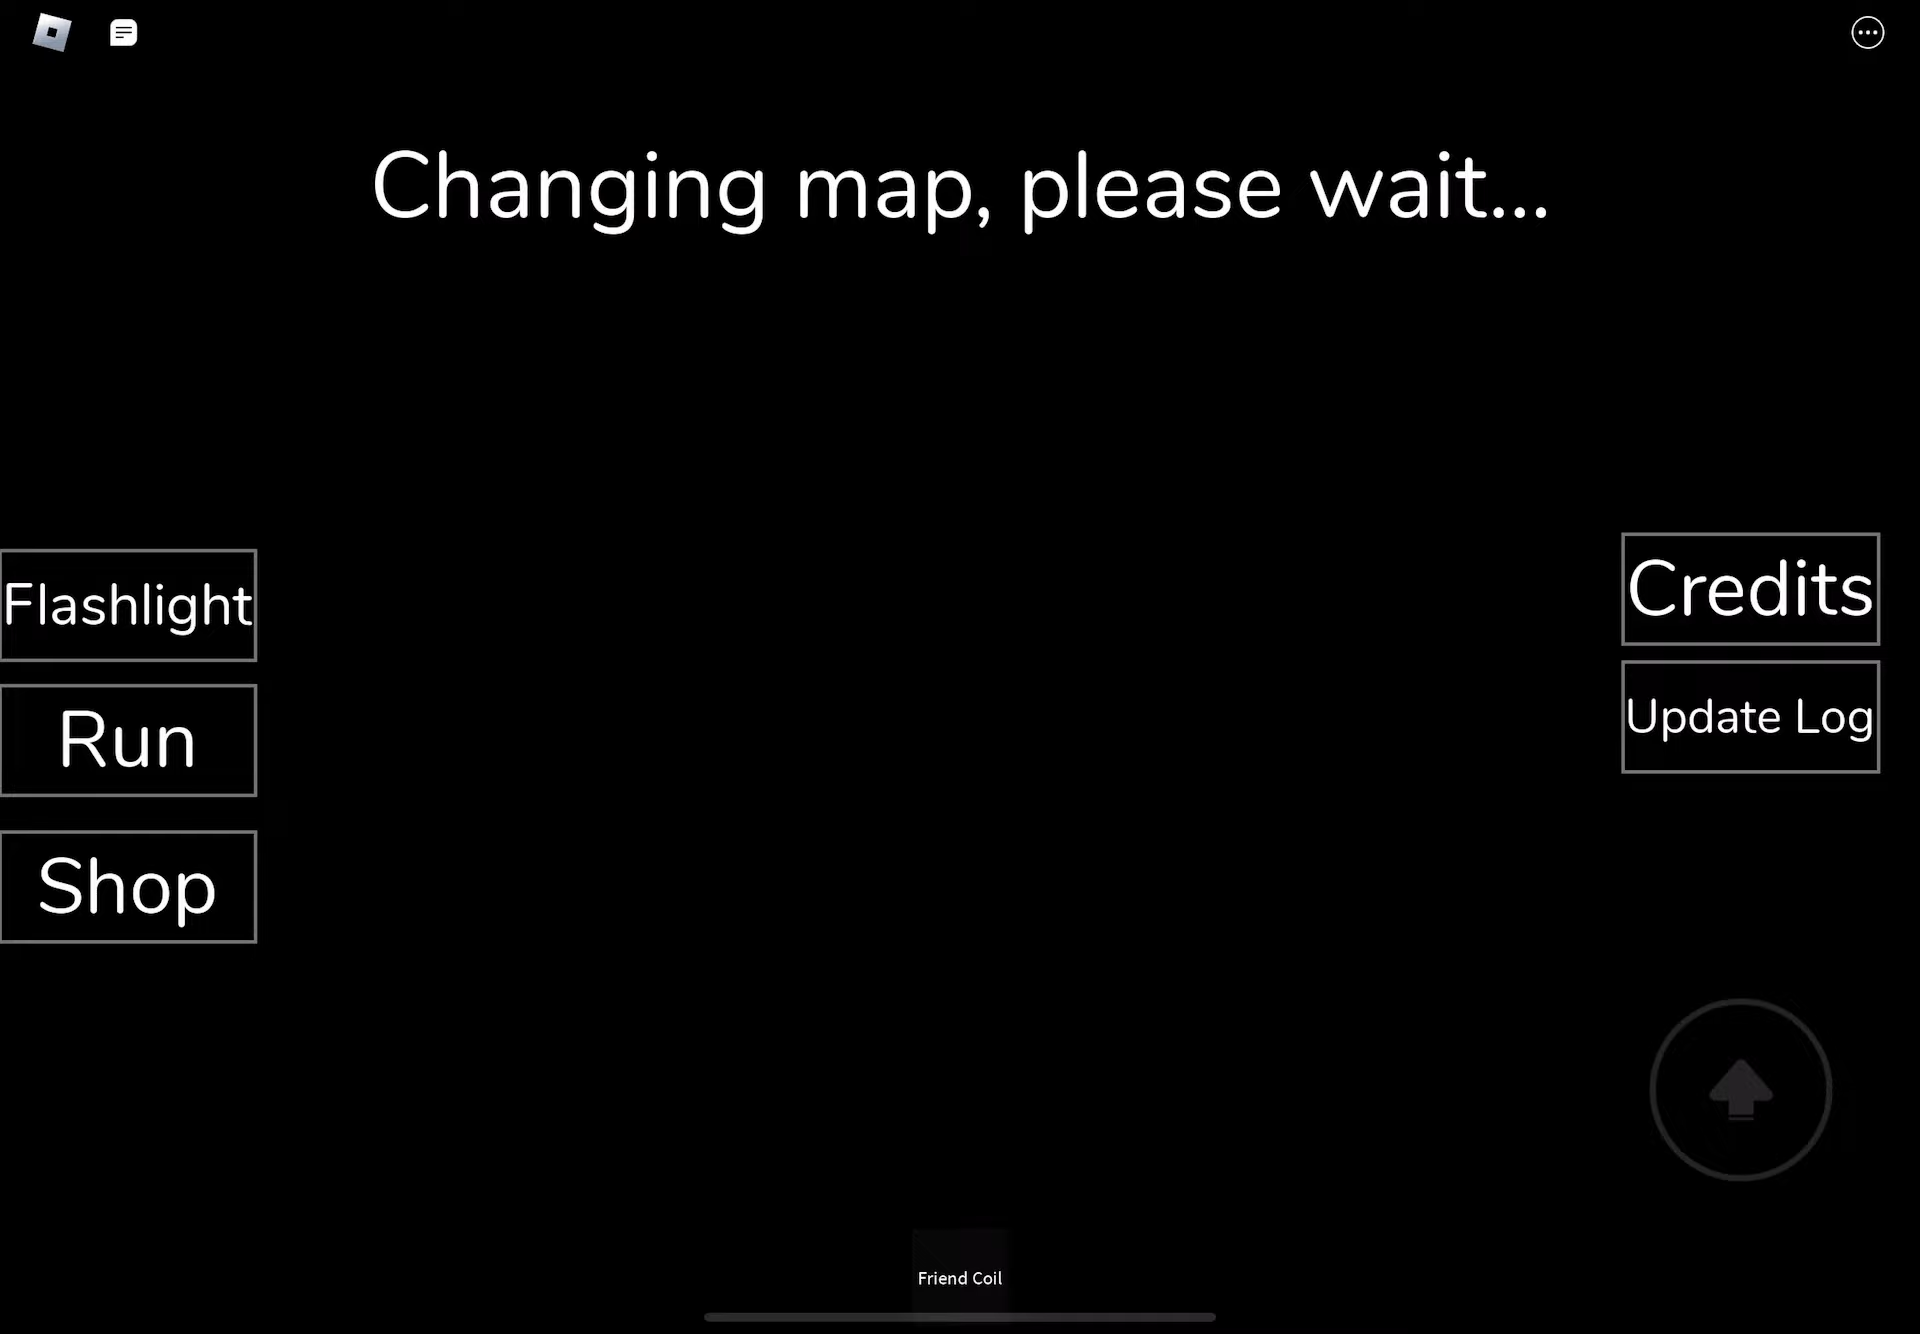 Changing map, please wait...
Flashlight
Run
Shop
Credits
Update Log
Friend Coil